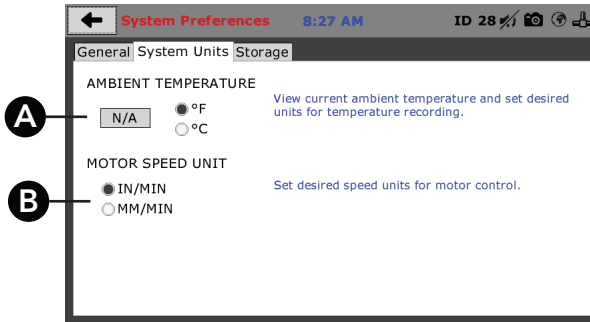 System Preferences 8:27 AM ID 28
General System Units Storage
AMBIENT TEMPERATURE
A
N/A
°F
°C
View current ambient temperature and set desired
units for temperature recording.
MOTOR SPEED UNIT
B
IN/MIN
MM/MIN
Set desired speed units for motor control.